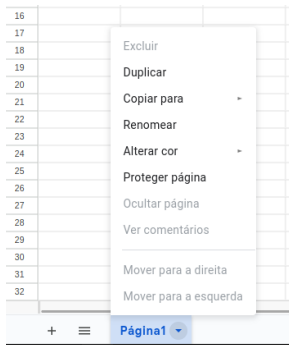 16
17
Excluir
18
Duplicar
19
20
Copiar para
21
22
Renomear
23
Alterar cor
24
25
Proteger página
26
Ocultar página
27
28
Ver comentários
29
30
Mover para a direita
31
32
Mover para a esquerda
Página1